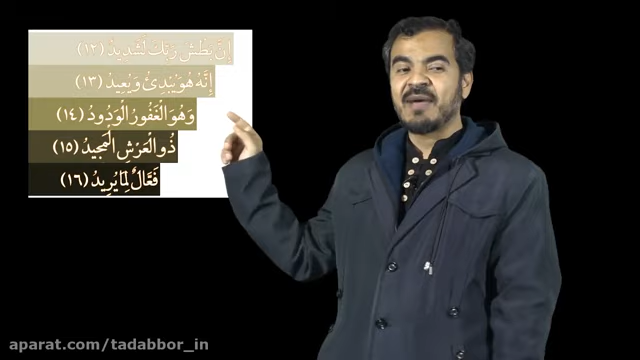 إِنَّ بَطْشَ رَبِّكَ لَشَدِيدٌ (١٢)
إِنَّهُ هُوَ يُبْدِئُ وَ يُعِيدُ (١٣)
وَ هُوَ الْغَفُورُ الْوَدُودُ (١٤)
ذُو الْعَرْشِ الْمَجِيدُ (١٥)
فَعَّالٌ لِّمَا يُرِيدُ (١٦)
aparat.com/tadabbor_in